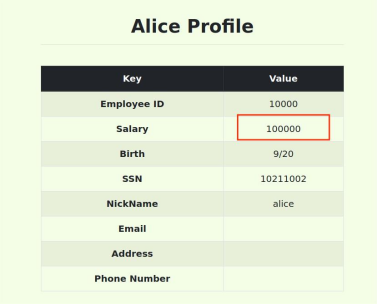 Alice Profile
Key Value
Employee ID 10000
Salary 100000
Birth 9/20
SSN 10211002
NickName alice
Email
Address
Phone Number